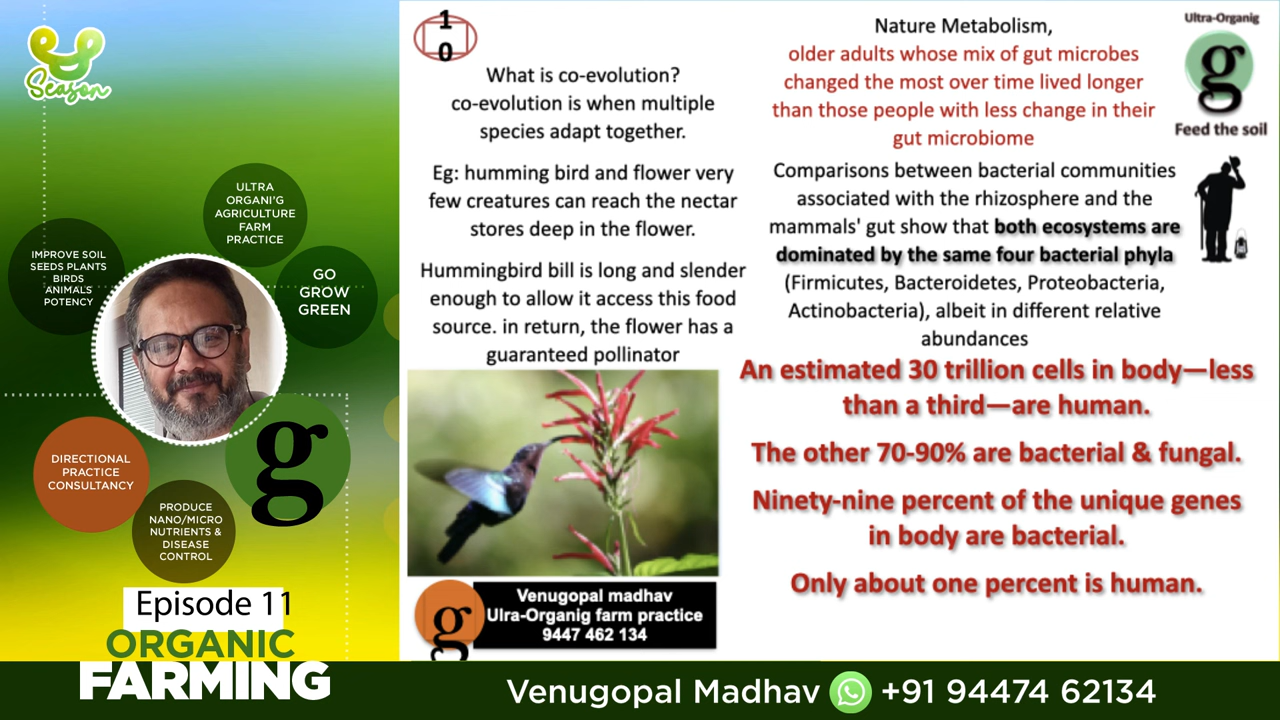 Season
ULTRA
ORGANI'G
AGRICULTURE
FARM
PRACTICE
IMPROVE SOIL
SEEDS PLANTS
BIRDS
ANIMALS
POTENCY
GO
GROW
GREEN
g
DIRECTIONAL
PRACTICE
CONSULTANCY
PRODUCE
NANO/MICRO
NUTRIENTS &
DISEASE
CONTROL
Episode 11
ORGANIC
FARMING
1
0
What is co-evolution?
co-evolution is when multiple
species adapt together.
Eg: humming bird and flower very
few creatures can reach the nectar
stores deep in the flower.
Hummingbird bill is long and slender
enough to allow it access this food
source. in return, the flower has a
guaranteed pollinator
g
Venugopal madhav
Ulra-Organig farm practice
9447 462 134
Nature Metabolism,
older adults whose mix of gut microbes
changed the most over time lived longer
than those people with less change in their
gut microbiome
Comparisons between bacterial communities
associated with the rhizosphere and the
mammals' gut show that both ecosystems are
dominated by the same four bacterial phyla
(Firmicutes, Bacteroidetes, Proteobacteria,
Actinobacteria), albeit in different relative
abundances
An estimated 30 trillion cells in body—less
than a third—are human.
The other 70-90% are bacterial & fungal.
Ninety-nine percent of the unique genes
in body are bacterial.
Only about one percent is human.
Ultra-Organig
g
Feed the soil
Venugopal Madhav +91 94474 62134